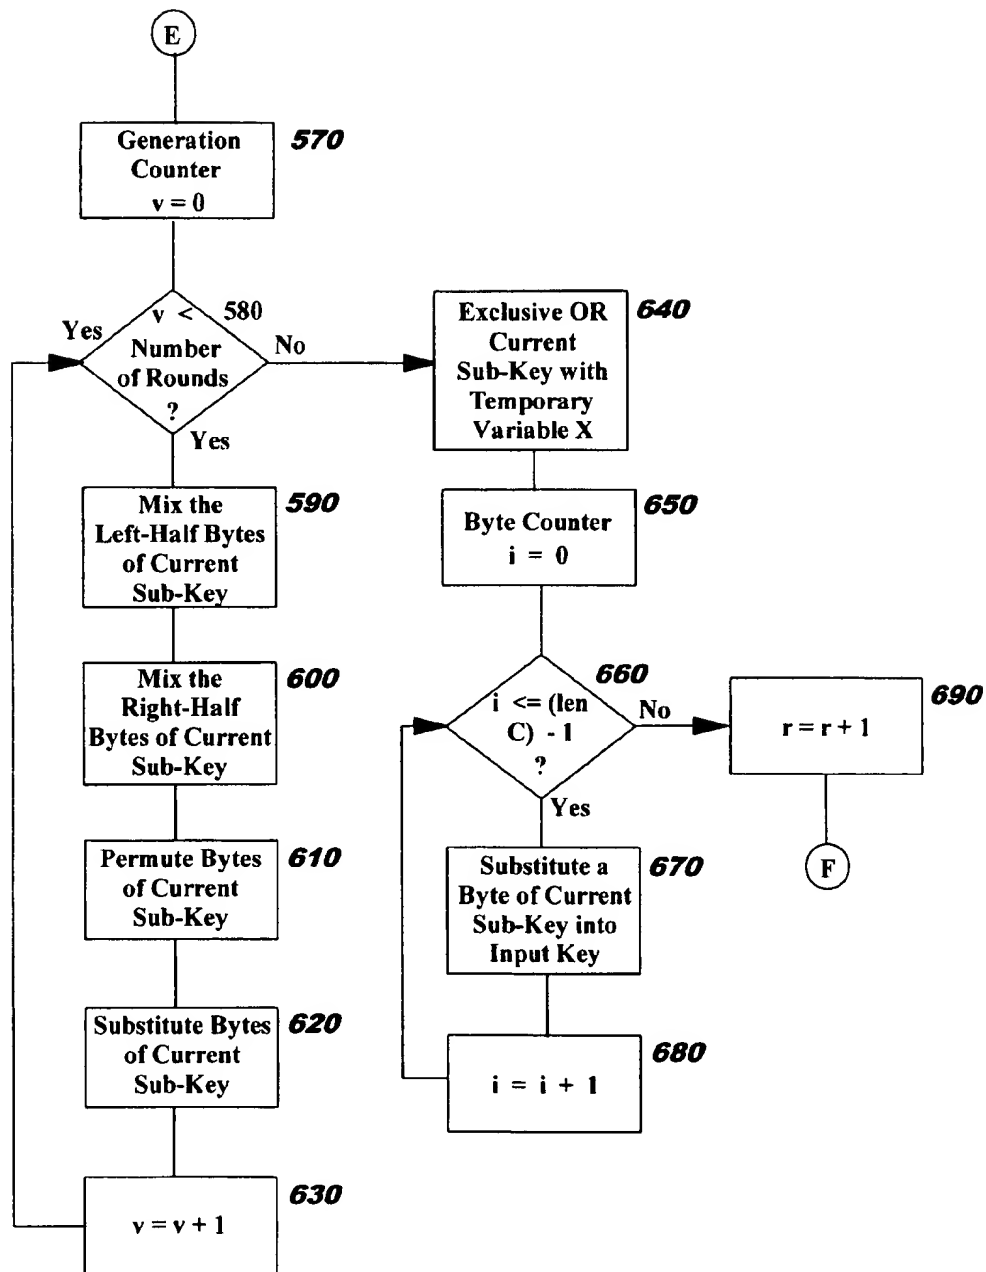 E
Generation
Counter
v = 0
570
v <
Number
of Rounds
?
580
Yes
No
Yes
Mix the
Left-Half Bytes
of Current
Sub-Key
590
Mix the
Right-Half
Bytes of Current
Sub-Key
600
Permute Bytes
of Current
Sub-Key
610
Substitute Bytes
of Current
Sub-Key
620
v = v + 1
630
Exclusive OR
Current
Sub-Key with
Temporary
Variable X
640
Byte Counter
i = 0
650
i <= (len
C) - 1
?
660
No
Yes
Substitute a
Byte of Current
Sub-Key into
Input Key
670
i = i + 1
680
r = r + 1
690
F